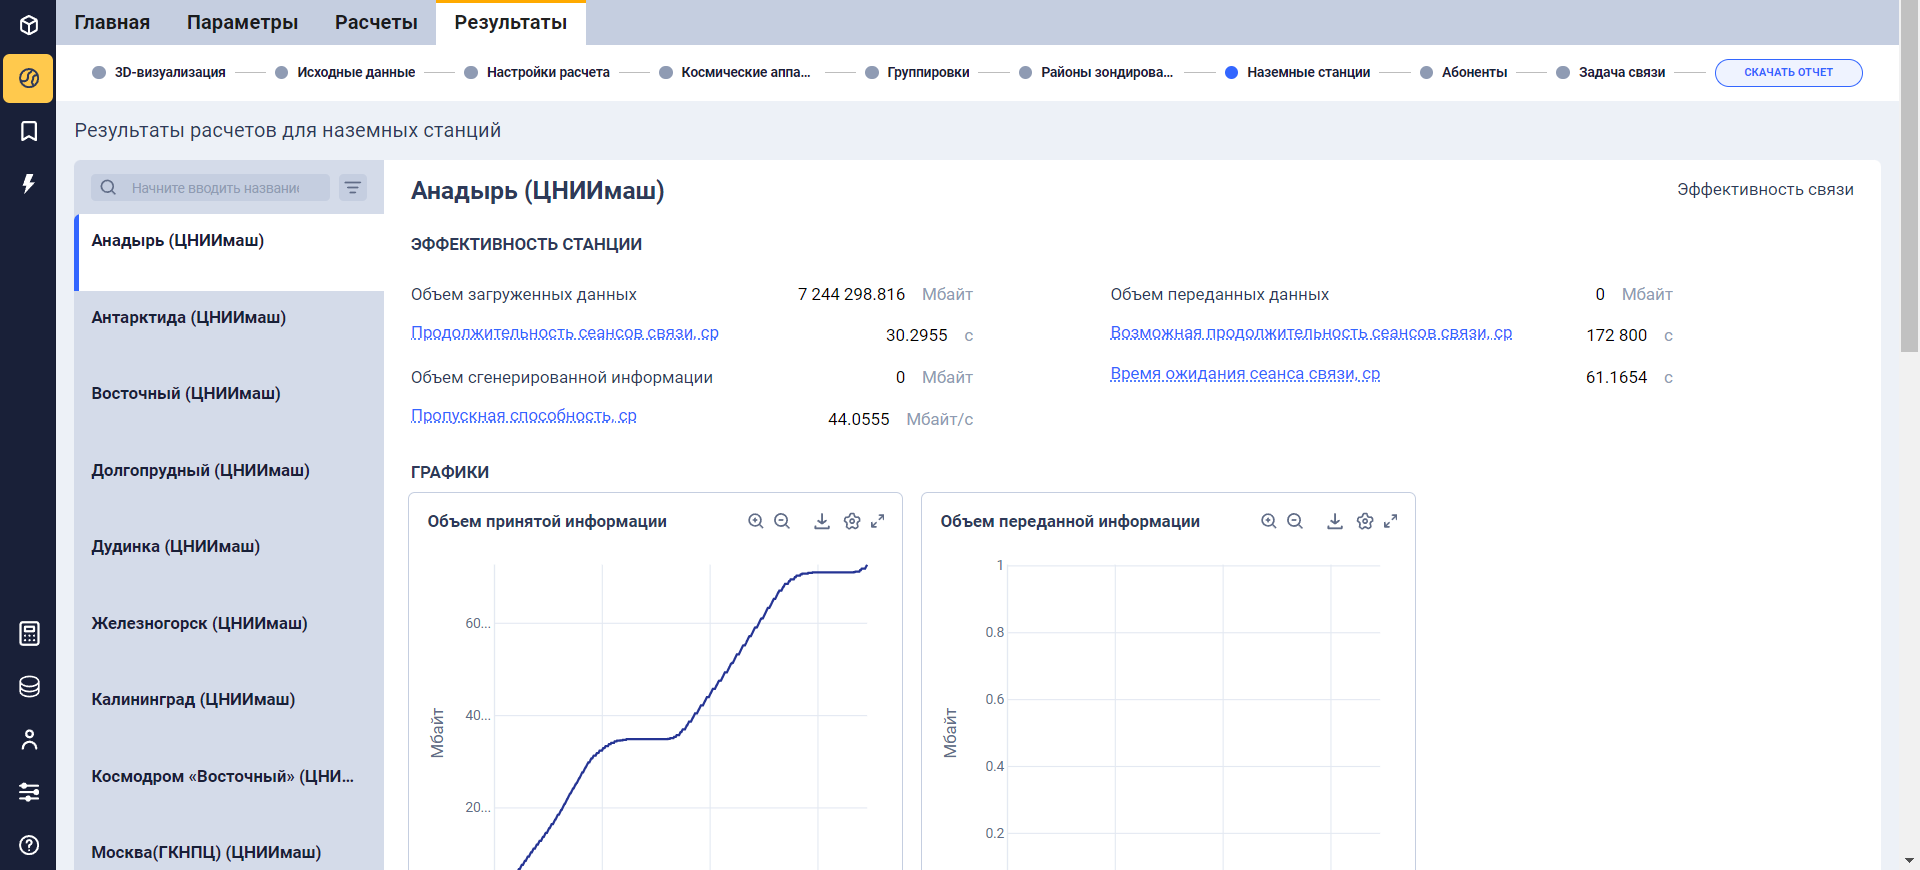 Главная Параметры Расчеты Результаты
3D-визуализация Исходные данные Настройки расчета Космические аппа... Группировки Районы зондирова... Наземные станции Абоненты Задача связи СКАЧАТЬ ОТЧЕТ
Результаты расчетов для наземных станций
Начните вводить названи
Анадырь (ЦНИИмаш)
Антарктида (ЦНИИмаш)
Восточный (ЦНИИмаш)
Долгопрудный (ЦНИИмаш)
Дудинка (ЦНИИмаш)
Железногорск (ЦНИИмаш)
Калининград (ЦНИИмаш)
Космодром «Восточный» (ЦНИ...
Москва(ГКНПЦ) (ЦНИИмаш)
Анадырь (ЦНИИмаш)
Эффективность связи
ЭФФЕКТИВНОСТЬ СТАНЦИИ
Объем загруженных данных 7 244 298.816 Мбайт
Объем переданных данных 0 Мбайт
Продолжительность сеансов связи, ср 30.2955 с
Возможная продолжительность сеансов связи, ср 172 800 с
Объем сгенерированной информации 0 Мбайт
Время ожидания сеанса связи, ср 61.1654 с
Пропускная способность, ср 44.0555 Мбайт/с
ГРАФИКИ
Объем принятой информации
60...
40...
20...
Мбайт
Объем переданной информации
1
0.8
0.6
0.4
0.2
Мбайт